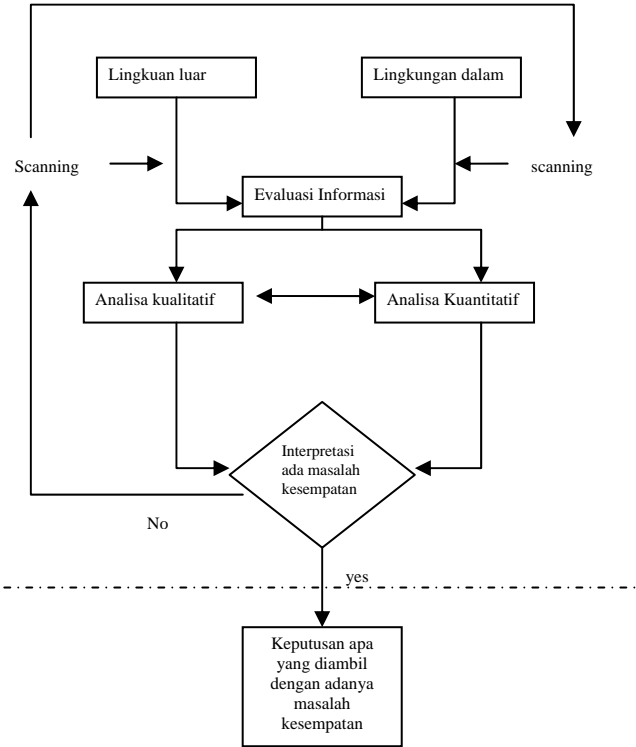 Lingkuan luar
Lingkungan dalam
Scanning
scanning
Evaluasi Informasi
Analisa kualitatif
Analisa Kuantitatif
Interpretasi
ada masalah
kesempatan
No
yes
Keputusan apa
yang diambil
dengan adanya
masalah
kesempatan